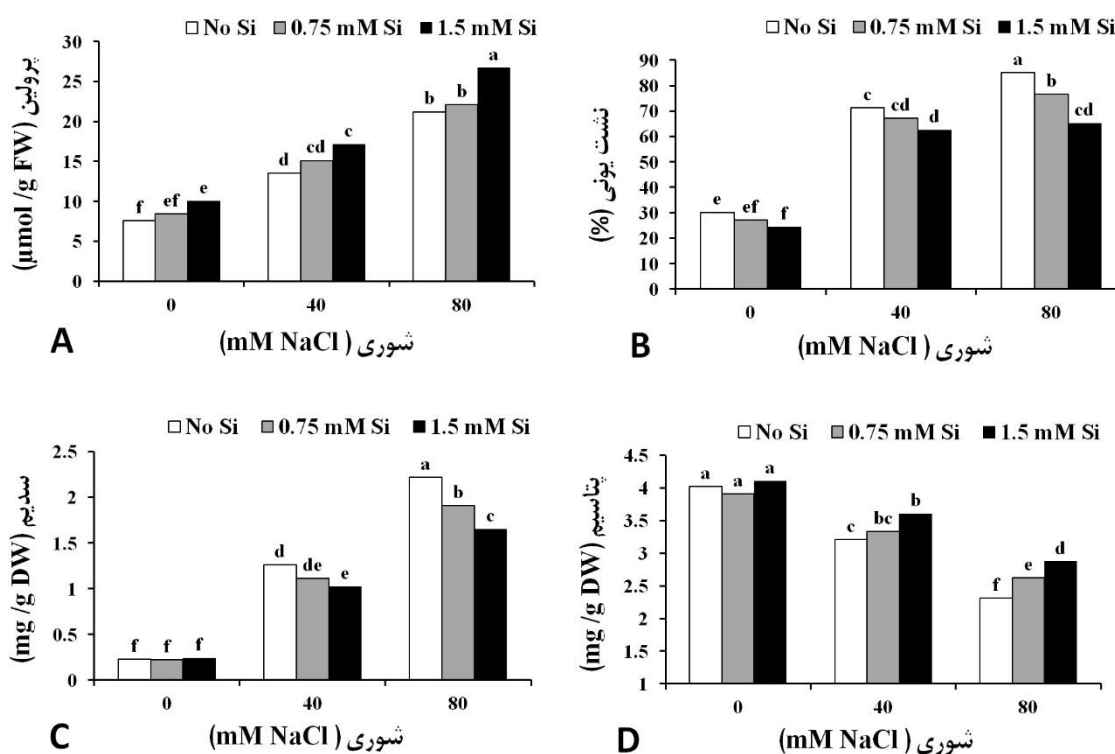 No Si 0.75 mM Si 1.5 mM Si
پرولین (µmol /g FW)
30
25
20
15
10
5
0
f ef e
d cd c
b b a
0 40 80
شوری (mM NaCl )
A
No Si 0.75 mM Si 1.5 mM Si
نشت یونی (%)
90
80
70
60
50
40
30
20
10
0
e ef f
c cd d
a b cd
0 40 80
شوری (mM NaCl )
B
No Si 0.75 mM Si 1.5 mM Si
سدیم (mg /g DW)
2.5
2
1.5
1
0.5
0
f f f
d de e
a b c
0 40 80
شوری (mM NaCl )
C
No Si 0.75 mM Si 1.5 mM Si
پتاسیم (mg /g DW)
4.5
4
3.5
3
2.5
2
1.5
1
a a a
c bc b
f e d
0 40 80
شوری (mM NaCl )
D